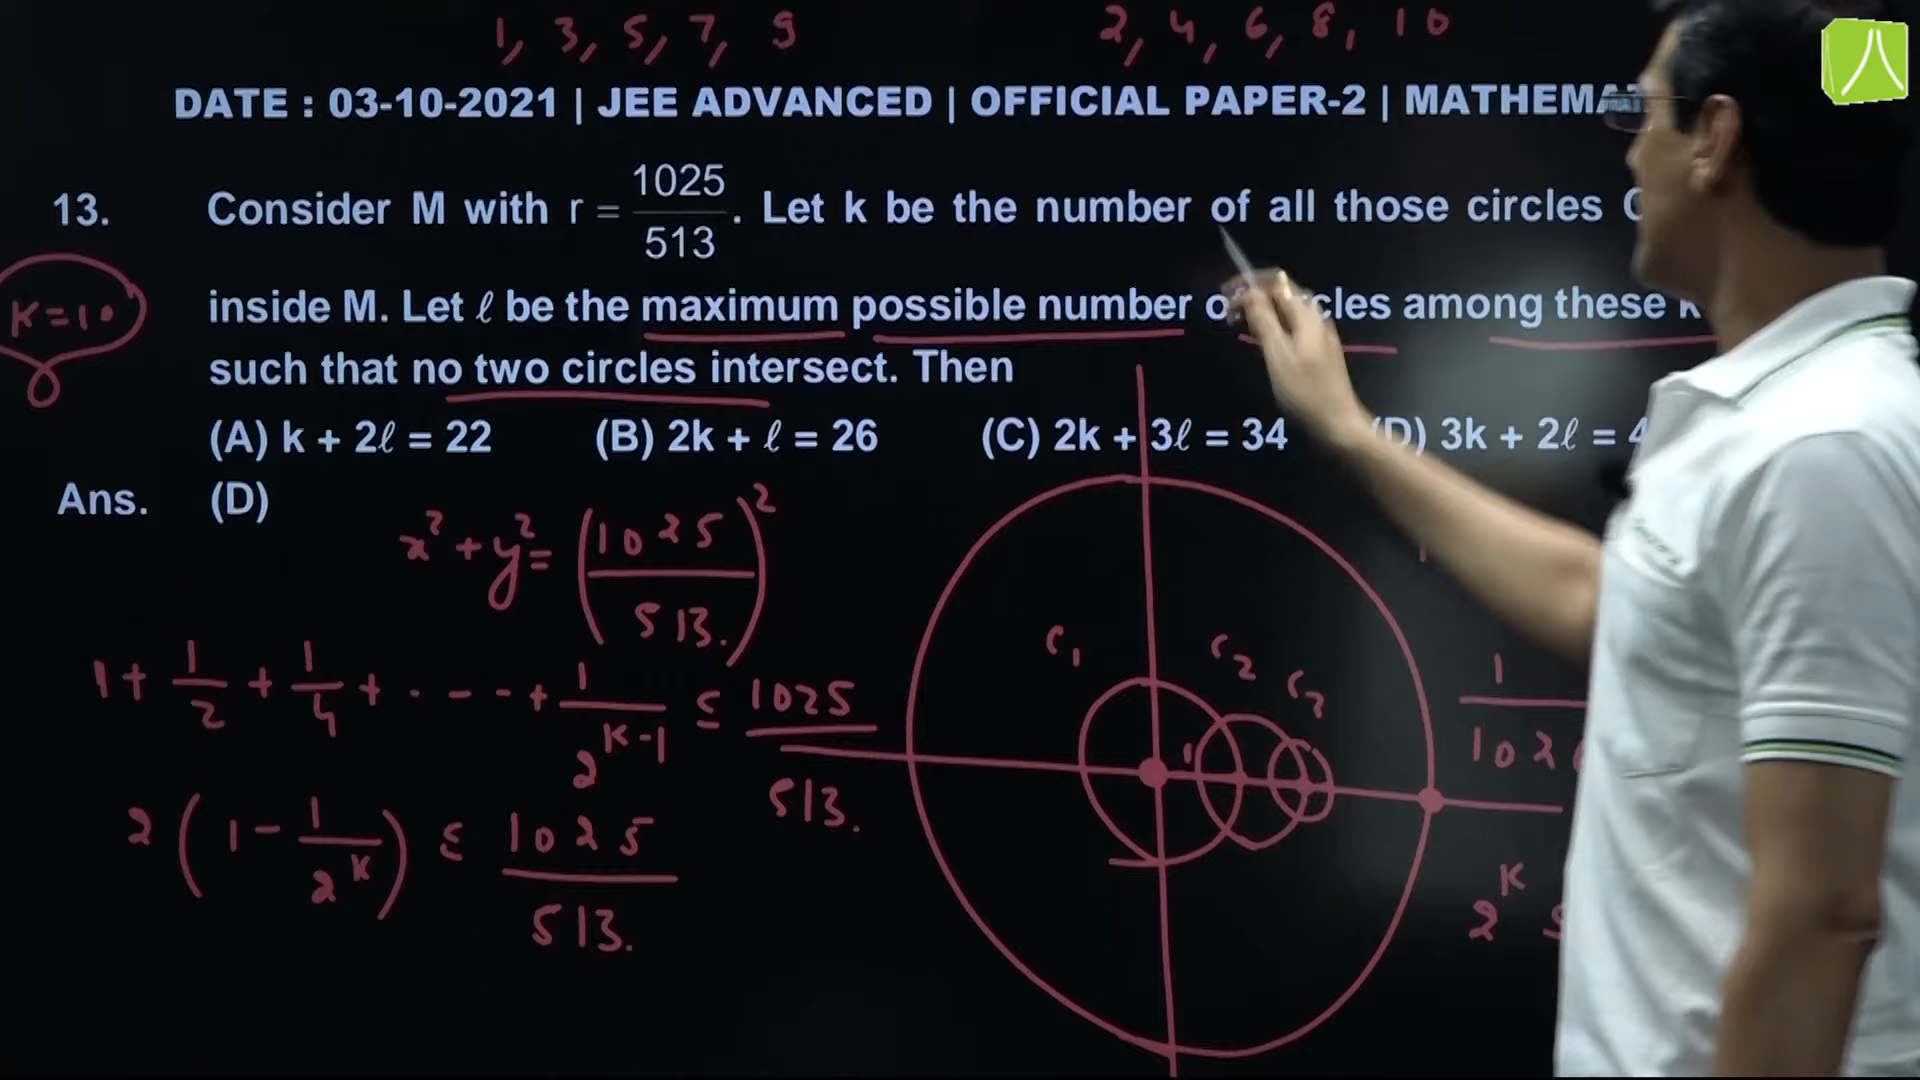 1, 3, 5, 7, 9 2, 4, 6, 8, 10
DATE : 03-10-2021 | JEE ADVANCED | OFFICIAL PAPER-2 |
13. Consider M with r = 1025/513. Let k be the number of all those circles
inside M. Let ℓ be the maximum possible number among these
K=10
such that no two circles intersect. Then
(A) k + 2ℓ = 22 (B) 2k + ℓ = 26 (C) 2k + 3ℓ = 34 (D) 3k + 2ℓ =
Ans. (D)
x² + y² = (1025/513.)²
C₁ C₂ C₃
1 + 1/2 + 1/4 + · - - - + 1/2^(K-1) ≤ 1025/513.
1
2(1 - 1/2^K) ≤ 1025/513.
2^K